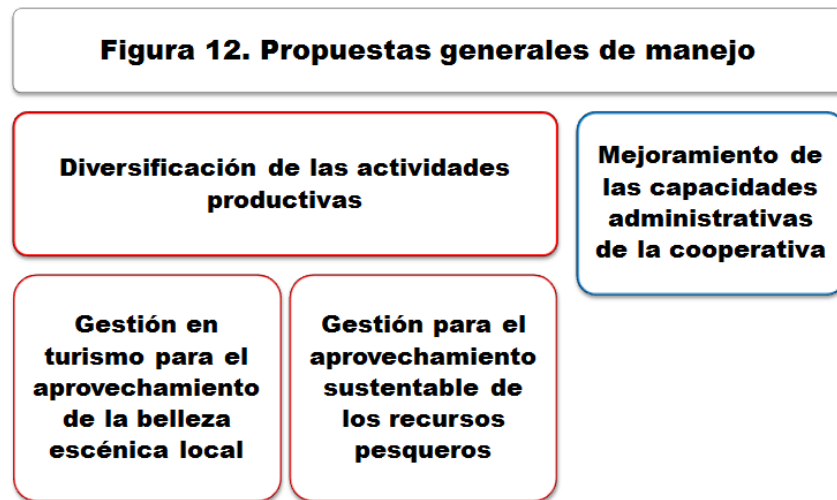 Figura 12. Propuestas generales de manejo
Diversificación de las actividades
productivas
Mejoramiento de
las capacidades
administrativas
de la cooperativa
Gestión en
turismo para el
aprovechamiento
de la belleza
escénica local
Gestión para el
aprovechamiento
sustentable de
los recursos
pesqueros